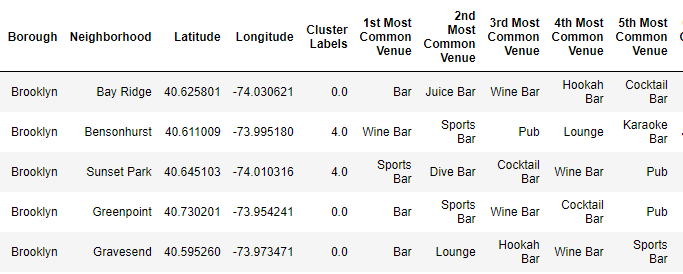 Borough Neighborhood Latitude Longitude Cluster Labels 1st Most Common Venue 2nd Most Common Venue 3rd Most Common Venue 4th Most Common Venue 5th Most Common Venue
Brooklyn Bay Ridge 40.625801 -74.030621 0.0 Bar Juice Bar Wine Bar Hookah Bar Cocktail Bar
Brooklyn Bensonhurst 40.611009 -73.995180 4.0 Wine Bar Sports Bar Pub Lounge Karaoke Bar
Brooklyn Sunset Park 40.645103 -74.010316 4.0 Sports Bar Dive Bar Cocktail Bar Wine Bar Pub
Brooklyn Greenpoint 40.730201 -73.954241 0.0 Bar Sports Bar Wine Bar Cocktail Bar Pub
Brooklyn Gravesend 40.595260 -73.973471 0.0 Bar Lounge Hookah Bar Wine Bar Sports Bar